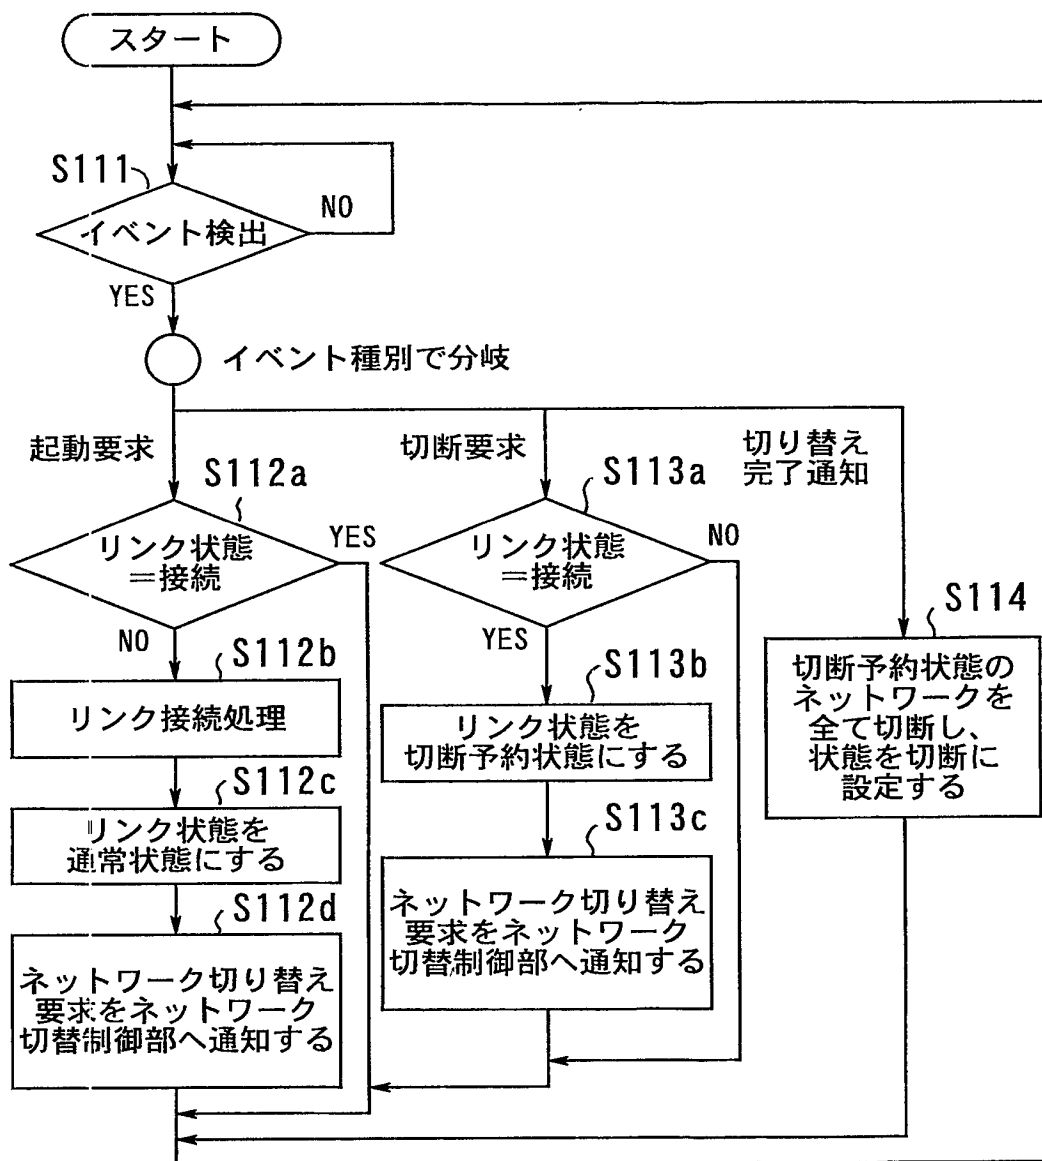 スタート
S111
イベント検出
NO
YES
イベント種別で分岐
起動要求
切断要求
切り替え
完了通知
S112a
リンク状態
＝接続
YES
NO
S113a
リンク状態
＝接続
NO
YES
S112b
リンク接続処理
S112c
リンク状態を
通常状態にする
S112d
ネットワーク切り替え
要求をネットワーク
切替制御部へ通知する
S113b
リンク状態を
切断予約状態にする
S113c
ネットワーク切り替え
要求をネットワーク
切替制御部へ通知する
S114
切断予約状態の
ネットワークを
全て切断し、
状態を切断に
設定する